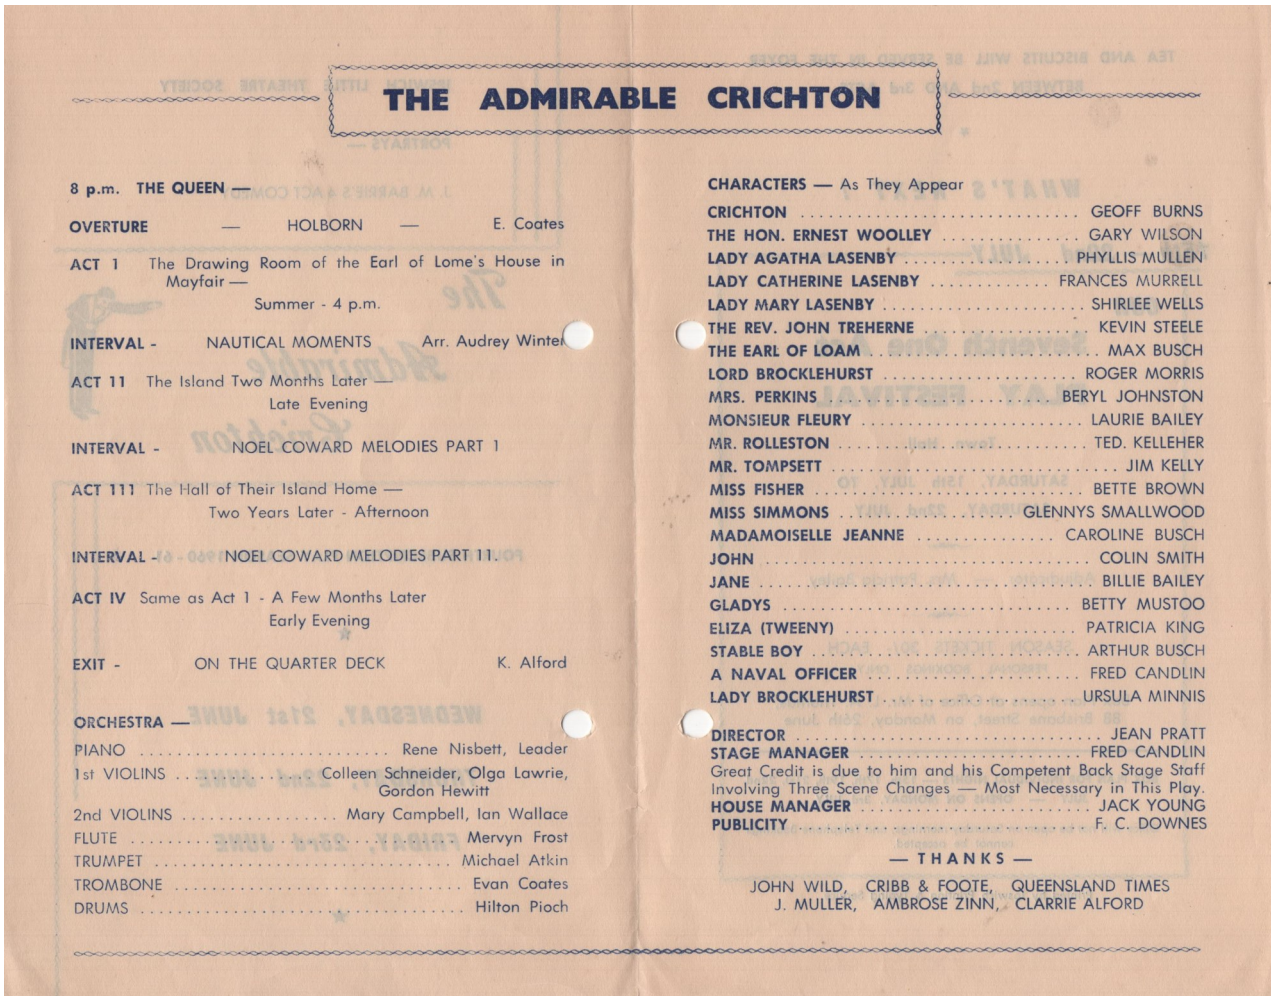 THE ADMIRABLE CRICHTON
8 p.m. THE QUEEN —
OVERTURE — HOLBORN — E. Coates
ACT 1 The Drawing Room of the Earl of Lome's House in
Mayfair —
Summer - 4 p.m.
INTERVAL - NAUTICAL MOMENTS Arr. Audrey Winter
ACT 11 The Island Two Months Later —
Late Evening
INTERVAL - NOEL COWARD MELODIES PART 1
ACT 111 The Hall of Their Island Home —
Two Years Later - Afternoon
INTERVAL - NOEL COWARD MELODIES PART 11.
ACT IV Same as Act 1 - A Few Months Later
Early Evening
EXIT - ON THE QUARTER DECK K. Alford
ORCHESTRA —
PIANO .............................. Rene Nisbett, Leader
1st VIOLINS ................. Colleen Schneider, Olga Lawrie,
Gordon Hewitt
2nd VIOLINS ................ Mary Campbell, Ian Wallace
FLUTE ........................................ Mervyn Frost
TRUMPET .................................... Michael Atkin
TROMBONE .................................. Evan Coates
DRUMS ....................................... Hilton Pioch
CHARACTERS — As They Appear
CRICHTON .............................. GEOFF BURNS
THE HON. ERNEST WOOLLEY ............... GARY WILSON
LADY AGATHA LASENBY .................... PHYLLIS MULLEN
LADY CATHERINE LASENBY ............. FRANCES MURRELL
LADY MARY LASENBY ...................... SHIRLEE WELLS
THE REV. JOHN TREHERNE ................... KEVIN STEELE
THE EARL OF LOAM ......................... MAX BUSCH
LORD BROCKLEHURST ..................... ROGER MORRIS
MRS. PERKINS ........................... BERYL JOHNSTON
MONSIEUR FLEURY ........................ LAURIE BAILEY
MR. ROLLESTON ............................ TED. KELLEHER
MR. TOMPSETT ............................... JIM KELLY
MISS FISHER ............................. BETTE BROWN
MISS SIMMONS .................... GLENNYS SMALLWOOD
MADAMOISELLE JEANNE ............... CAROLINE BUSCH
JOHN ................................... COLIN SMITH
JANE ................................... BILLIE BAILEY
GLADYS ............................... BETTY MUSTOO
ELIZA (TWEENY) ......................... PATRICIA KING
STABLE BOY .............................. ARTHUR BUSCH
A NAVAL OFFICER ........................ FRED CANDLIN
LADY BROCKLEHURST ...................... URSULA MINNIS
DIRECTOR .................................. JEAN PRATT
STAGE MANAGER .......................... FRED CANDLIN
Great Credit is due to him and his Competent Back Stage Staff
Involving Three Scene Changes — Most Necessary in This Play.
HOUSE MANAGER .......................... JACK YOUNG
PUBLICITY ................................ F. C. DOWNES
— THANKS —
JOHN WILD, CRIBB & FOOTE, QUEENSLAND TIMES
J. MULLER, AMBROSE ZINN, CLARRIE ALFORD